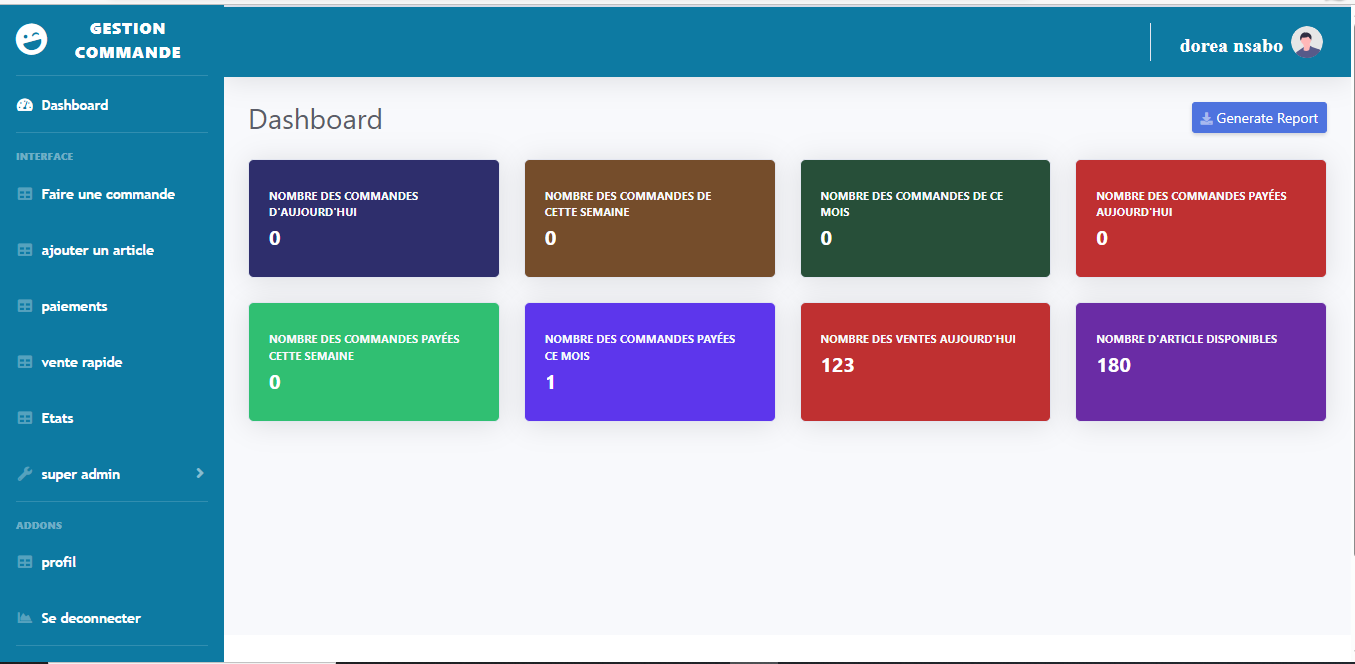 GESTION
COMMANDE
dorea nsabo
Dashboard
INTERFACE
Faire une commande
ajouter un article
paiements
vente rapide
Etats
super admin
ADDONS
profil
Se deconnecter
Dashboard
Generate Report
NOMBRE DES COMMANDES
D'AUJOURD'HUI
0
NOMBRE DES COMMANDES DE
CETTE SEMAINE
0
NOMBRE DES COMMANDES DE CE
MOIS
0
NOMBRE DES COMMANDES PAYÉES
AUJOURD'HUI
0
NOMBRE DES COMMANDES PAYÉES
CETTE SEMAINE
0
NOMBRE DES COMMANDES PAYÉES
CE MOIS
1
NOMBRE DES VENTES AUJOURD'HUI
123
NOMBRE D'ARTICLE DISPONIBLES
180